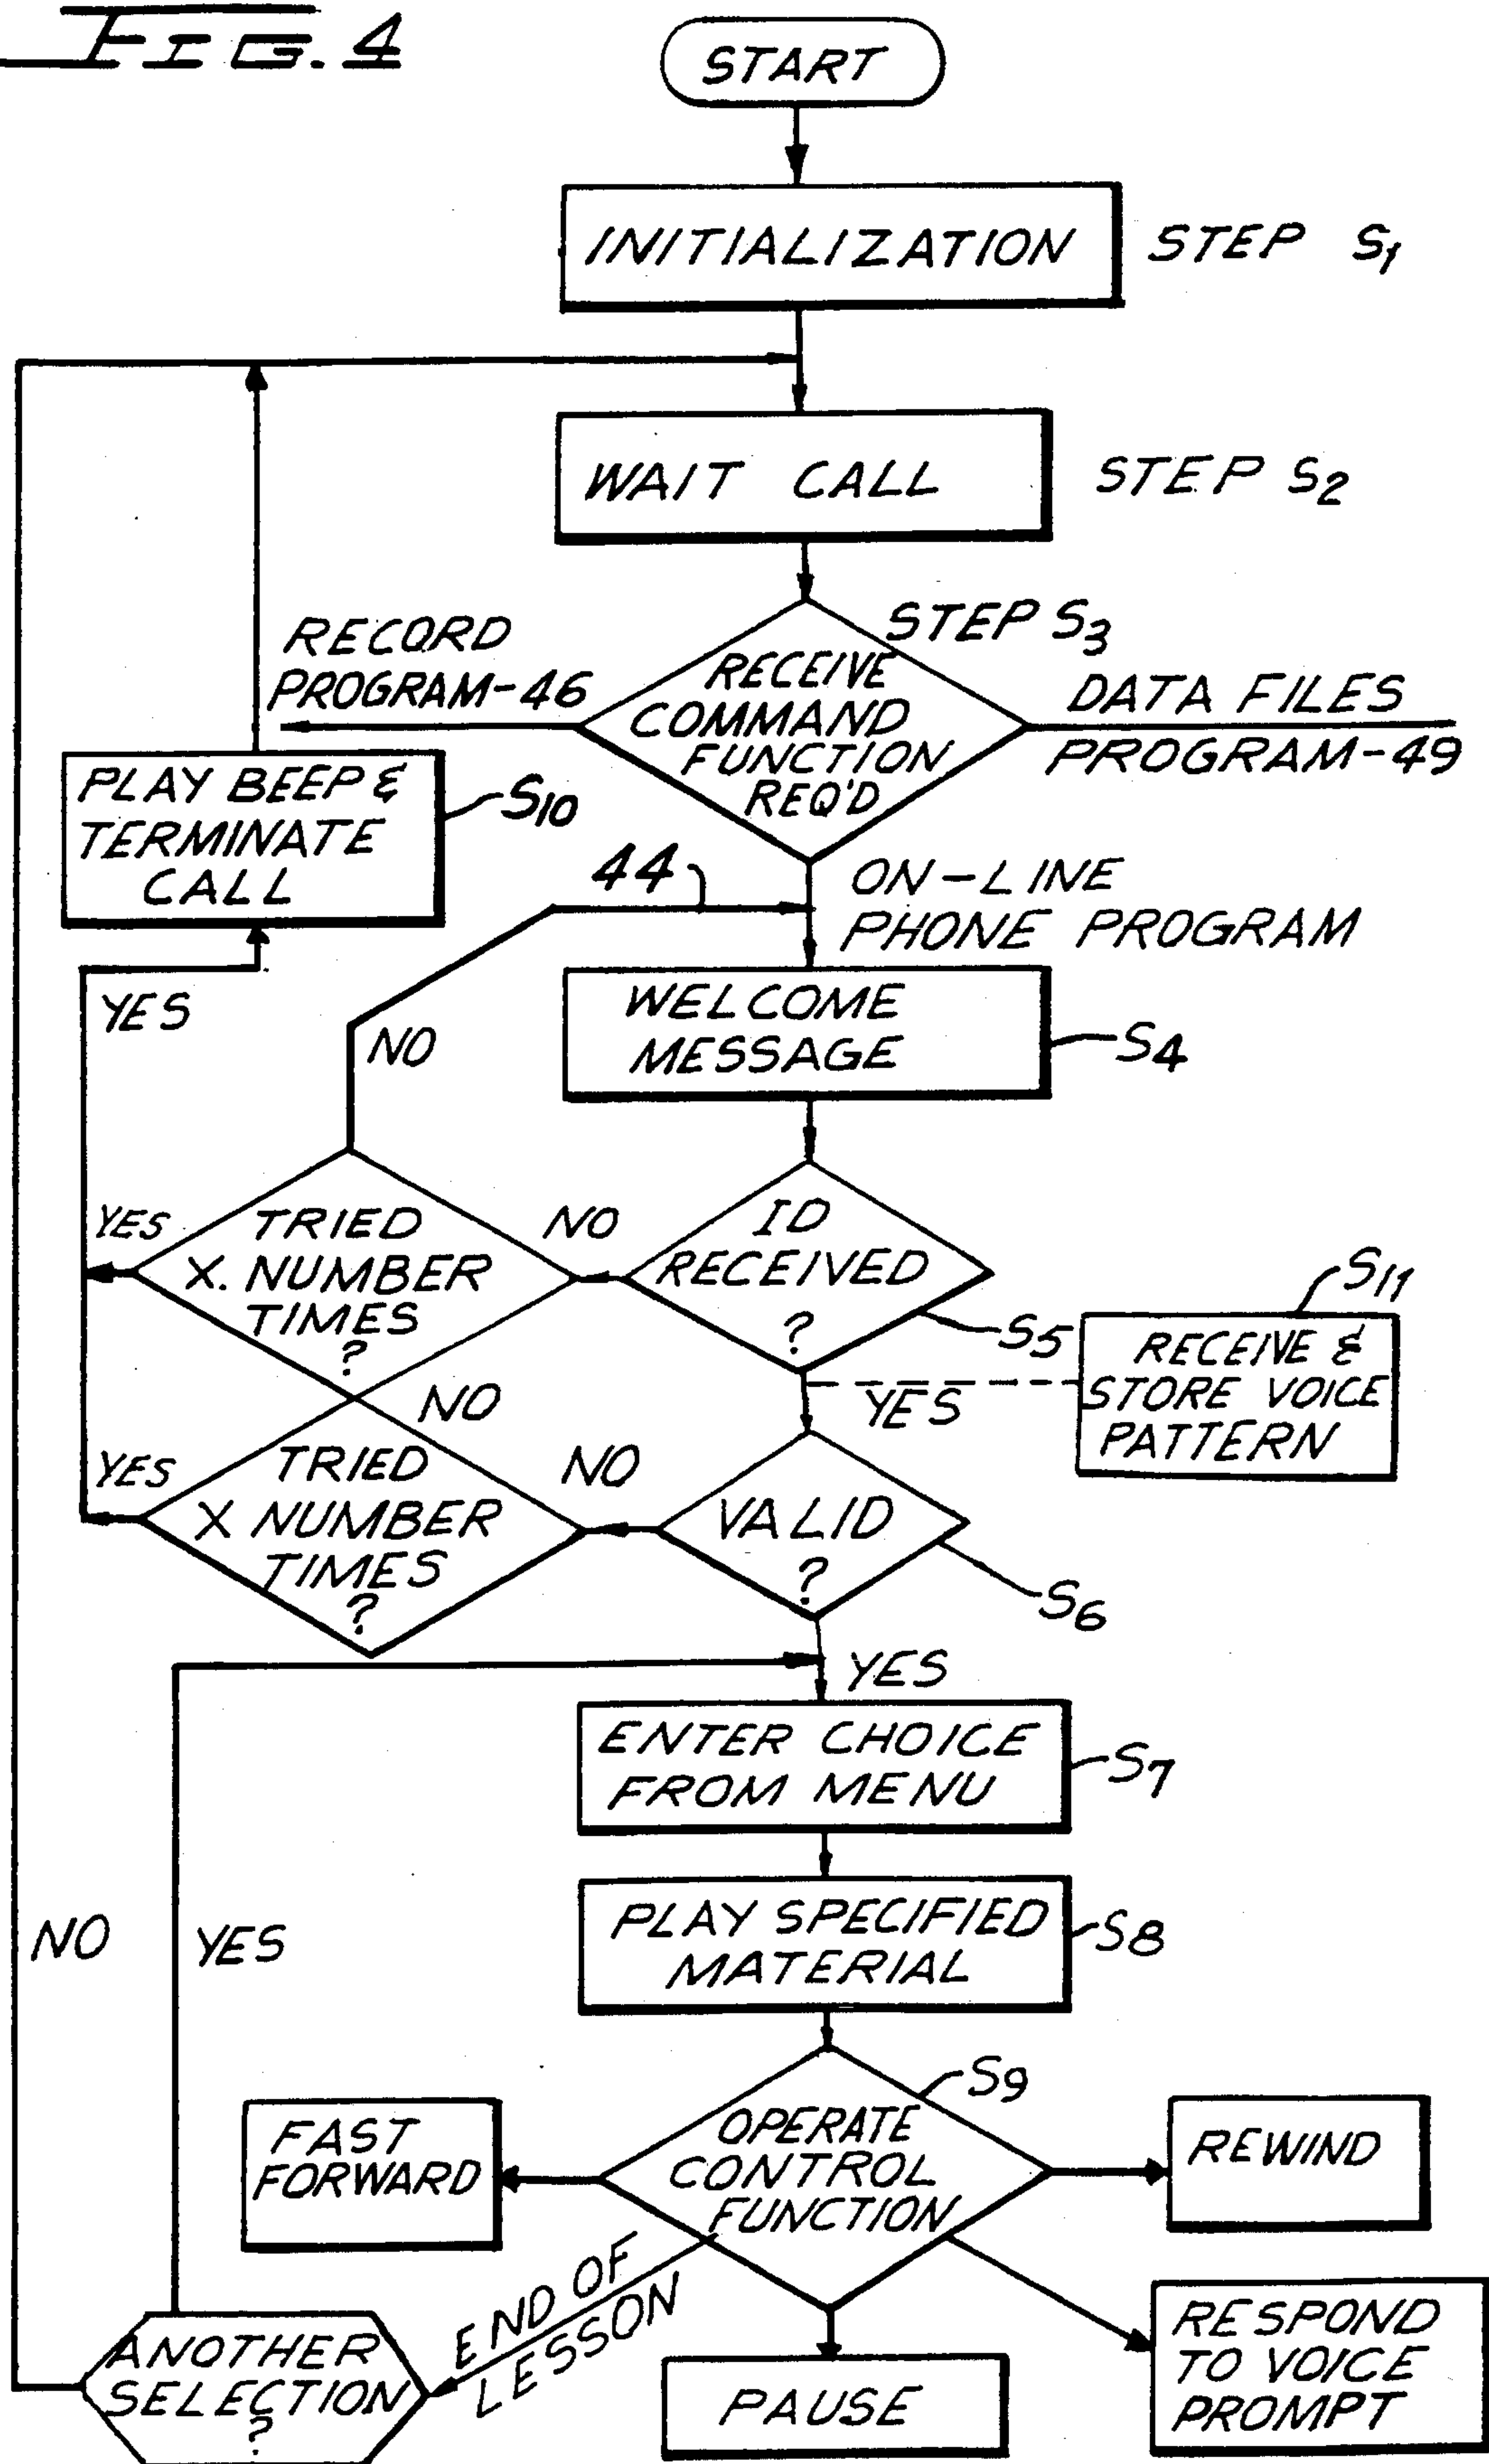 FIG. 4
START
INITIALIZATION
STEP S1
WAIT CALL
STEP S2
STEP S3
RECORD
PROGRAM-46
RECEIVE
COMMAND
FUNCTION
REQ'D
DATA FILES
PROGRAM-49
PLAY BEEP &
TERMINATE
CALL
S10
44
ON-LINE
PHONE PROGRAM
YES
NO
WELCOME
MESSAGE
S4
YES
TRIED
X. NUMBER
TIMES
?
NO
ID
RECEIVED
?
S5
S11
RECEIVE &
STORE VOICE
PATTERN
YES
NO
YES
TRIED
X NUMBER
TIMES
?
NO
VALID
?
S6
YES
ENTER CHOICE
FROM MENU
S7
PLAY SPECIFIED
MATERIAL
S8
NO
YES
S9
OPERATE
CONTROL
FUNCTION
FAST
FORWARD
REWIND
END OF
LESSON
ANOTHER
SELECTION
?
PAUSE
RESPOND
TO VOICE
PROMPT